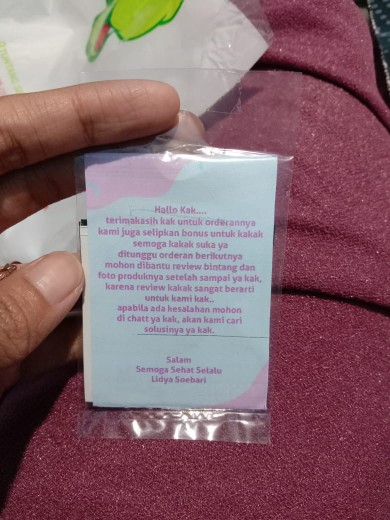 Hallo Kak....
terimakasih kak untuk orderannya
kami juga selipkan bonus untuk kakak
semoga kakak suka ya
ditunggu orderan berikutnya
mohon dibantu review bintang dan
foto produknya setelah sampai ya kak,
karena review kakak sangat berarti
untuk kami kak..
apabila ada kesalahan mohon
di chatt ya kak, akan kami cari
solusinya ya kak.
Salam
Semoga Sehat Selalu
Lidya Soebari